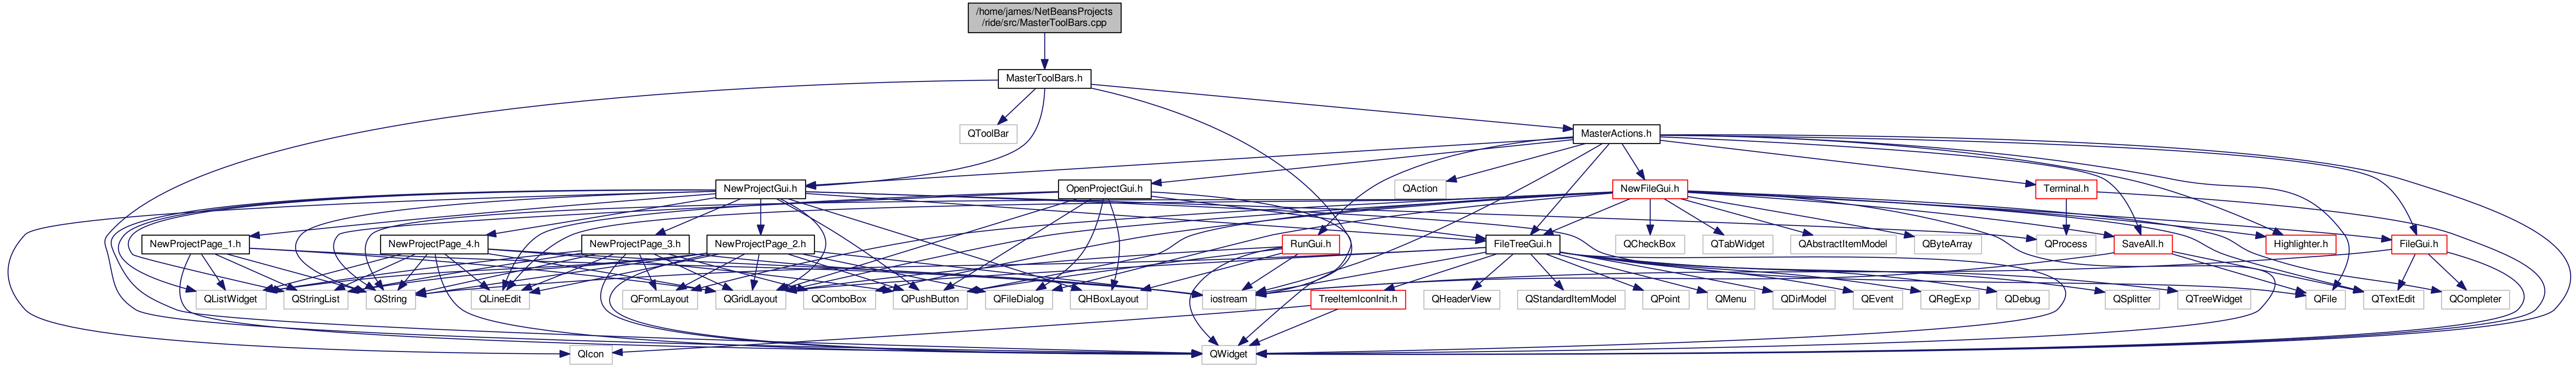 /home/james/NetBeansProjects
/ride/src/MasterToolBars.cpp
MasterToolBars.h
QToolBar
MasterActions.h
NewProjectGui.h
OpenProjectGui.h
QAction
NewFileGui.h
Terminal.h
NewProjectPage_1.h
NewProjectPage_4.h
NewProjectPage_3.h
NewProjectPage_2.h
RunGui.h
FileTreeGui.h
QCheckBox
QTabWidget
QAbstractItemModel
QByteArray
QProcess
SaveAll.h
Highlighter.h
FileGui.h
QListWidget
QStringList
QString
QLineEdit
QFormLayout
QGridLayout
QComboBox
QPushButton
QFileDialog
QHBoxLayout
iostream
TreeItemIconInit.h
QHeaderView
QStandardItemModel
QPoint
QMenu
QDirModel
QEvent
QRegExp
QDebug
QSplitter
QTreeWidget
QFile
QTextEdit
QCompleter
QIcon
QWidget